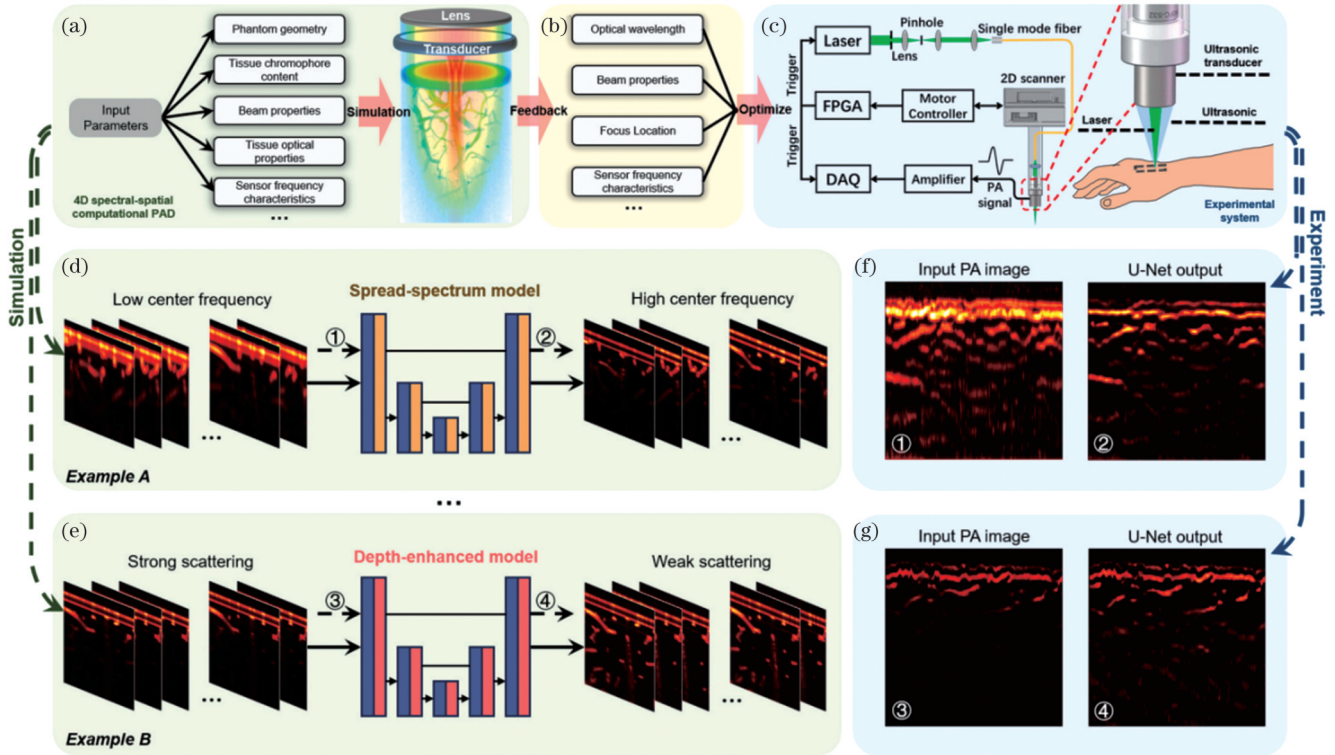 (a)
Phantom geometry
Tissue chromophore
content
Input
Parameters
Beam properties
Tissue optical
properties
Sensor frequency
characteristics
...
4D spectral-spatial
computational PAD
Simulation
Lens
Transducer
Feedback
(b)
Optical wavelength
Beam properties
Focus Location
Sensor frequency
characteristics
...
Optimize
(c)
Laser
Lens
Pinhole
Single mode fiber
Trigger
FPGA
Motor
Controller
2D scanner
Trigger
DAQ
Amplifier
PA
signal
Laser
Ultrasonic
transducer
Ultrasonic
Experimental
system
Simulation
Experiment
(d)
Low center frequency
Spread-spectrum model
High center frequency
①
②
...
...
Example A
...
(e)
Strong scattering
Depth-enhanced model
Weak scattering
③
④
...
...
Example B
(f)
Input PA image
U-Net output
①
②
(g)
Input PA image
U-Net output
③
④